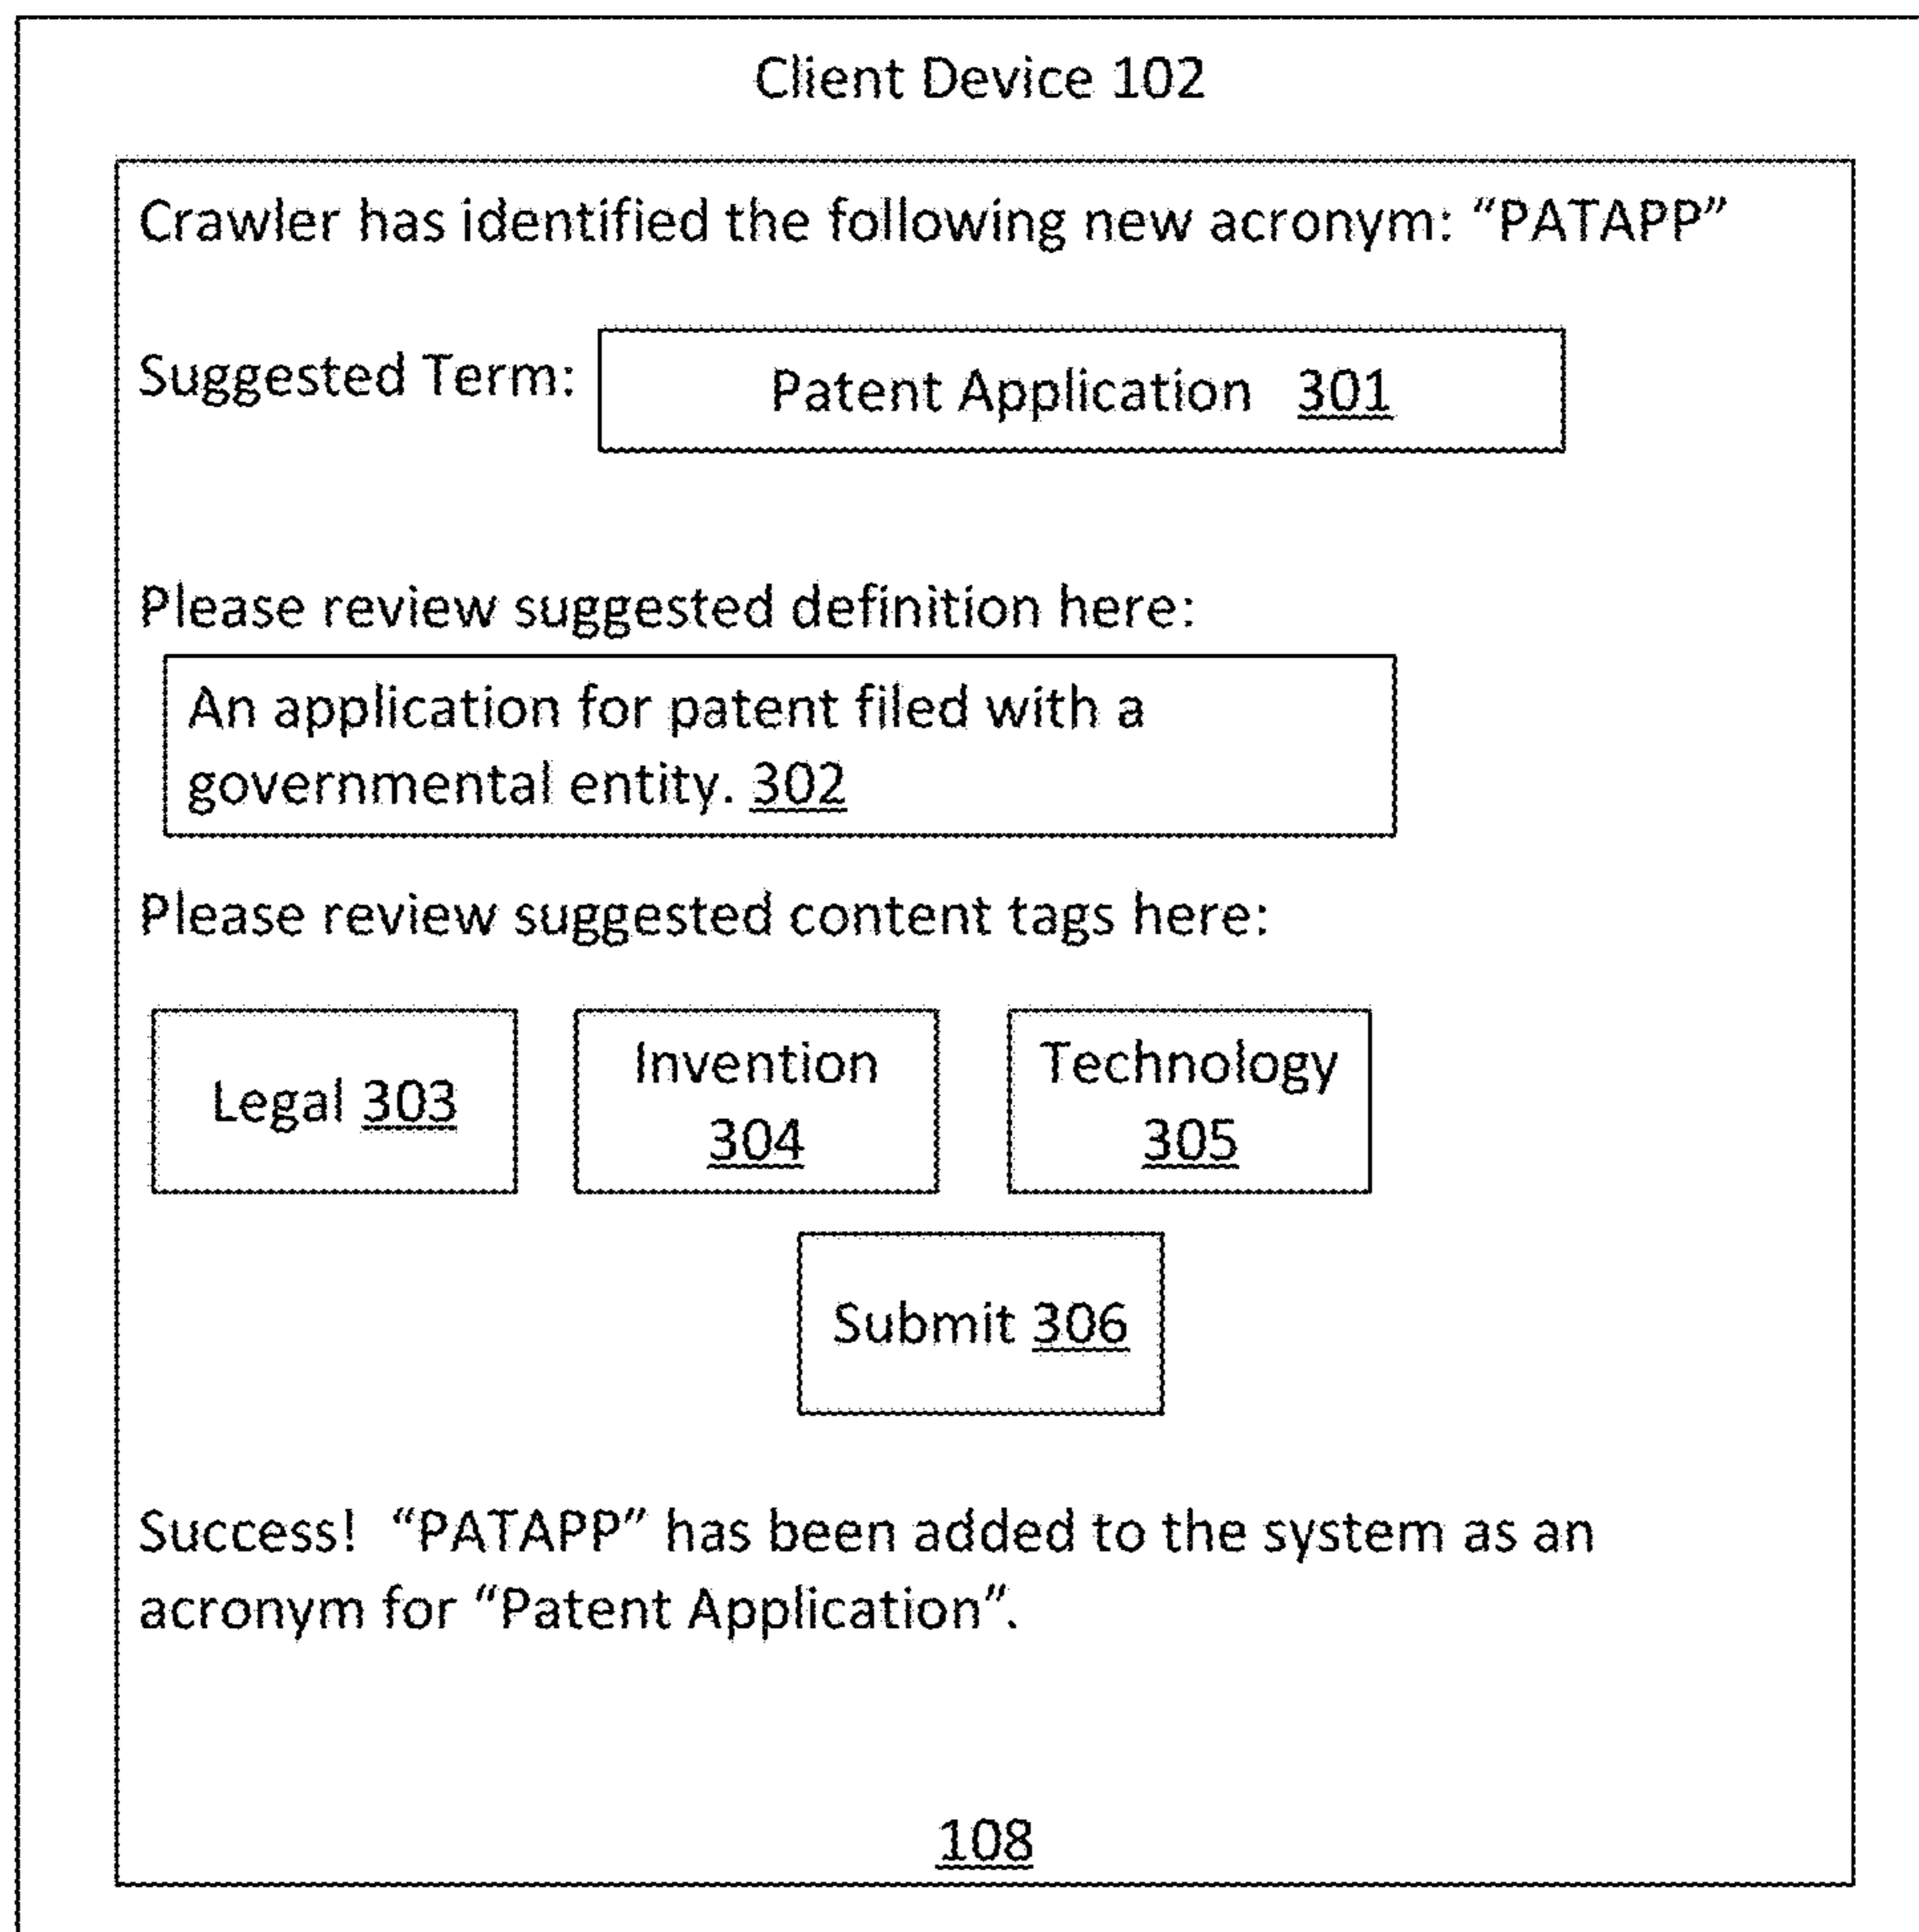 Client Device 102
Crawler has identified the following new acronym: “PATAPP”
Suggested Term:
Patent Application 301
Please review suggested definition here:
An application for patent filed with a
governmental entity. 302
Please review suggested content tags here:
Legal 303
Invention
304
Technology
305
Submit 306
Success!  “PATAPP” has been added to the system as an
acronym for “Patent Application”.
108